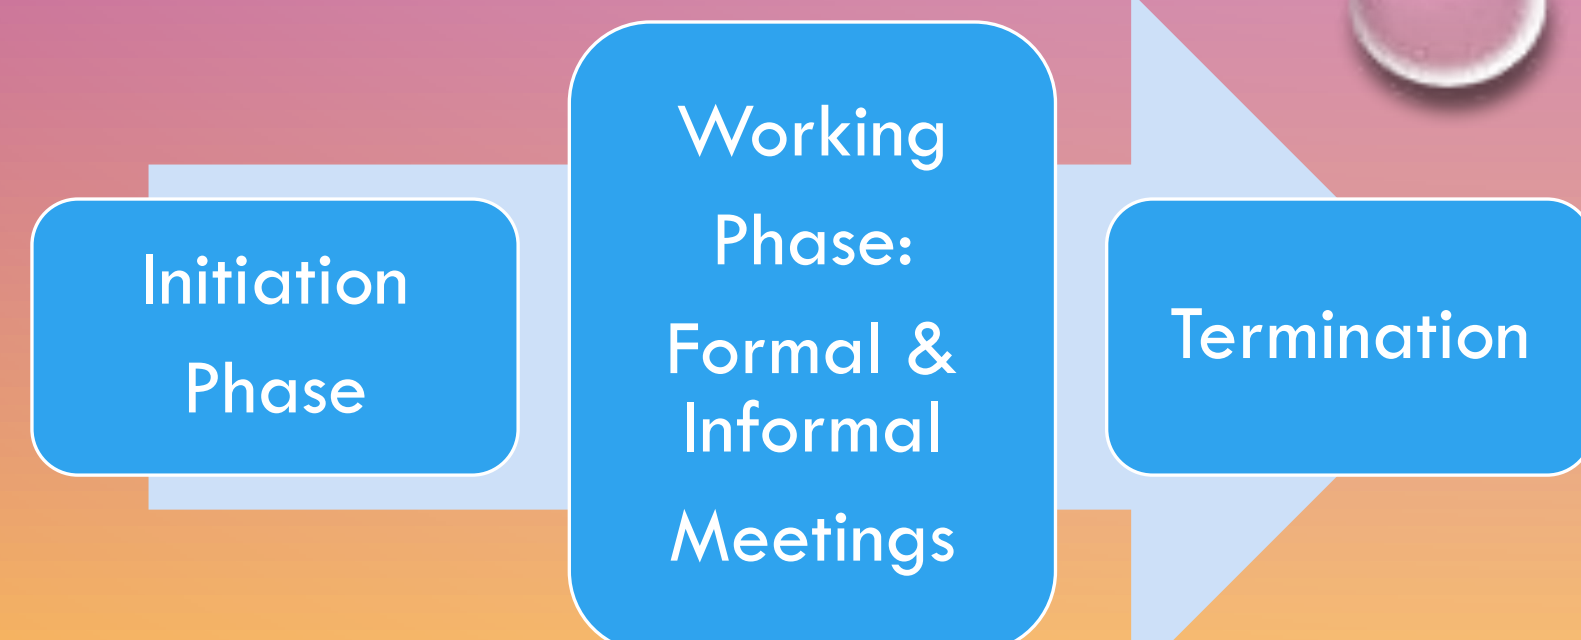 Initiation
Phase
Working
Phase:
Formal &
Informal
Meetings
Termination